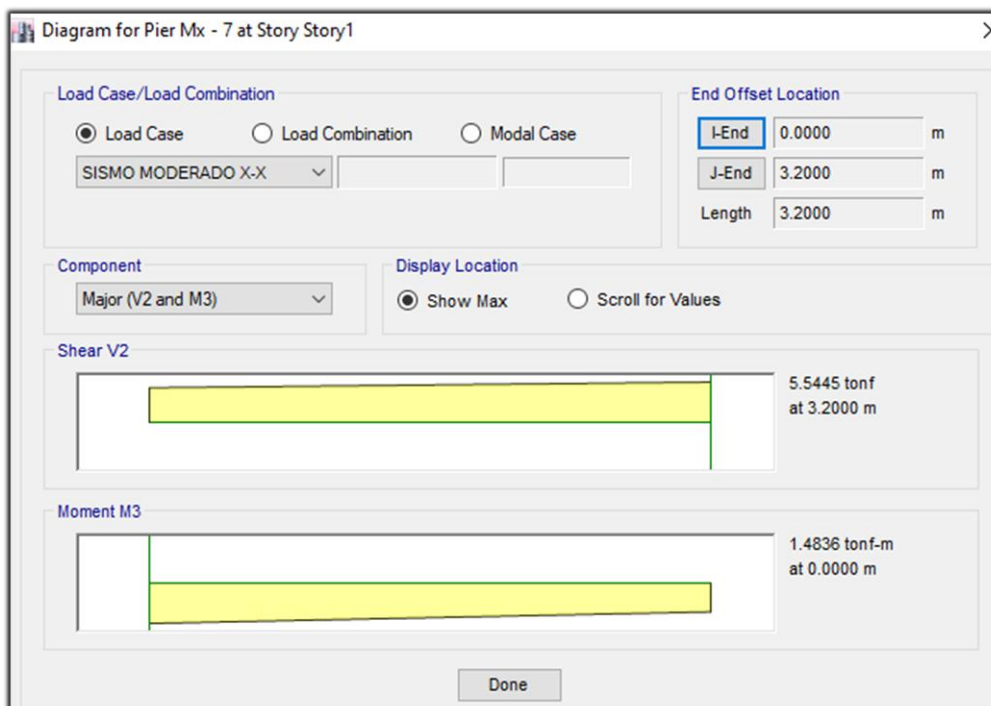 Diagram for Pier Mx - 7 at Story Story1
Load Case/Load Combination
Load Case Load Combination Modal Case
SISMO MODERADO X-X
End Offset Location
I-End 0.0000 m
J-End 3.2000 m
Length 3.2000 m
Component
Major (V2 and M3)
Display Location
Show Max Scroll for Values
Shear V2
5.5445 tonf
at 3.2000 m
Moment M3
1.4836 tonf-m
at 0.0000 m
Done